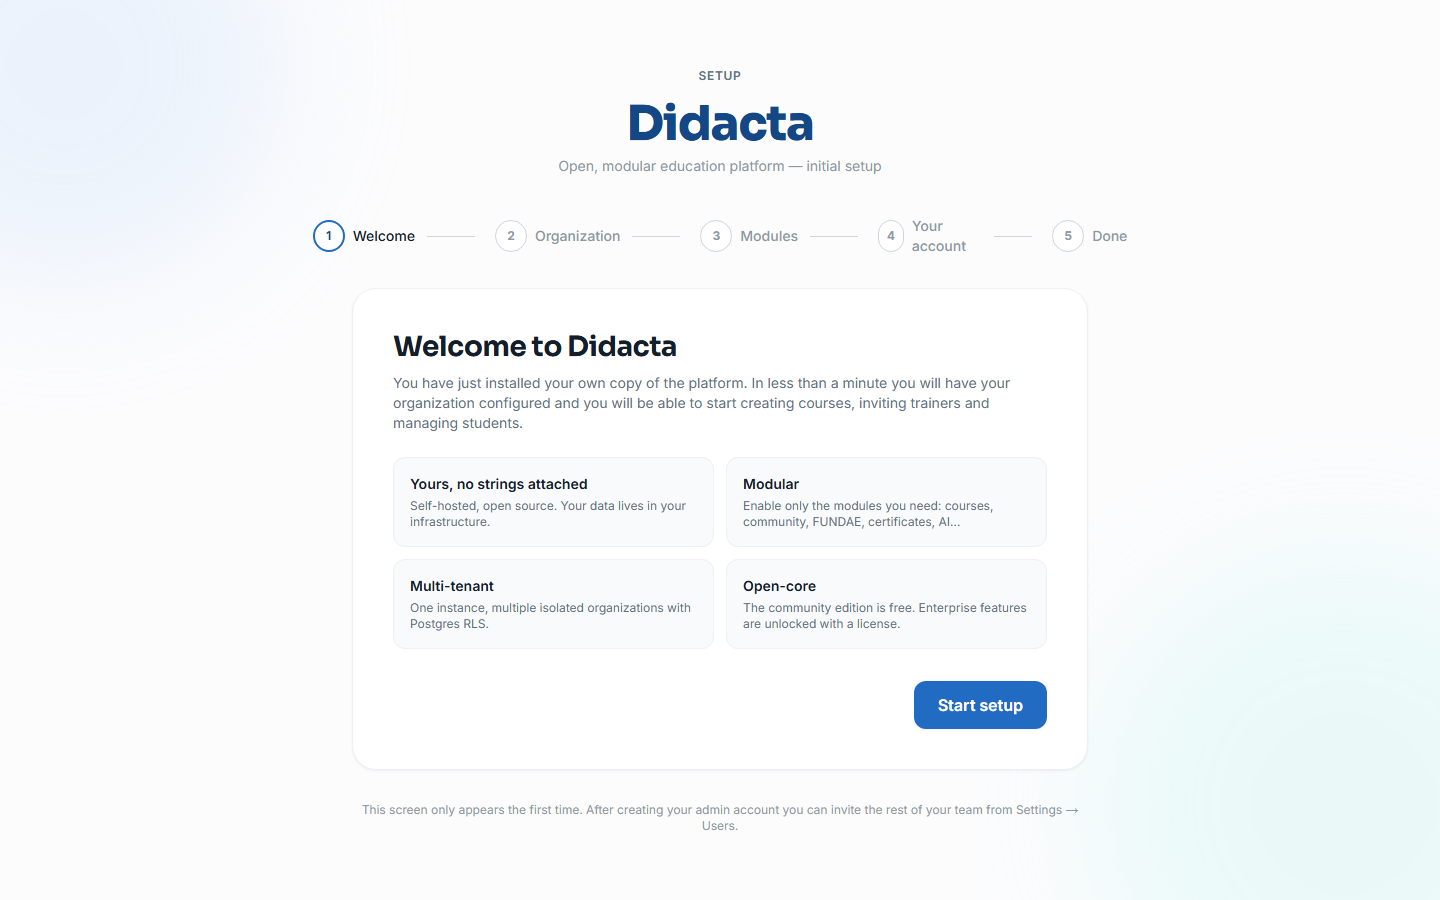 SETUP
Didacta
Open, modular education platform — initial setup
1 Welcome
2 Organization
3 Modules
4 Your account
5 Done
Welcome to Didacta
You have just installed your own copy of the platform. In less than a minute you will have your
organization configured and you will be able to start creating courses, inviting trainers and
managing students.
Yours, no strings attached
Self-hosted, open source. Your data lives in your
infrastructure.
Modular
Enable only the modules you need: courses,
community, FUNDAE, certificates, AI...
Multi-tenant
One instance, multiple isolated organizations with
Postgres RLS.
Open-core
The community edition is free. Enterprise features
are unlocked with a license.
Start setup
This screen only appears the first time. After creating your admin account you can invite the rest of your team from Settings →
Users.